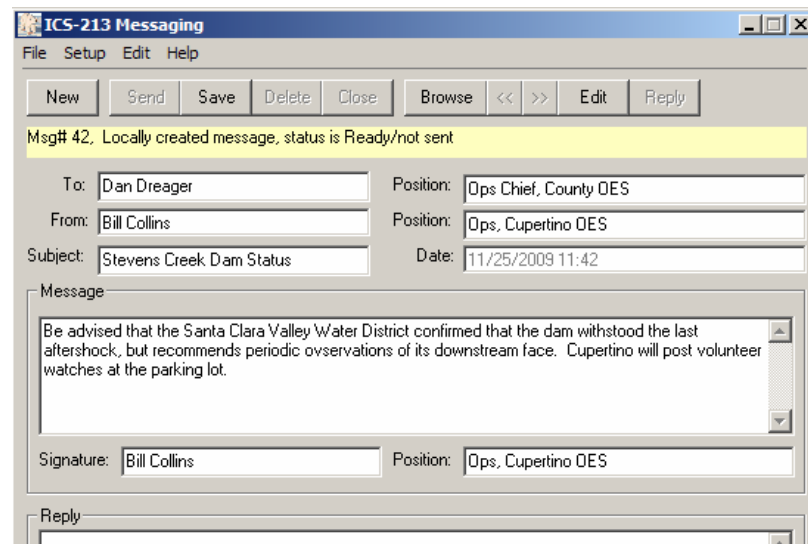 ICS-213 Messaging
File Setup Edit Help
New Send Save Delete Close Browse << >> Edit Reply
Msg# 42, Locally created message, status is Ready/not sent
To: Dan Dreager Position: Ops Chief, County OES
From: Bill Collins Position: Ops, Cupertino OES
Subject: Stevens Creek Dam Status Date: 11/25/2009 11:42
Message
Be advised that the Santa Clara Valley Water District confirmed that the dam withstood the last
aftershock, but recommends periodic ovservations of its downstream face. Cupertino will post volunteer
watches at the parking lot.
Signature: Bill Collins Position: Ops, Cupertino OES
Reply